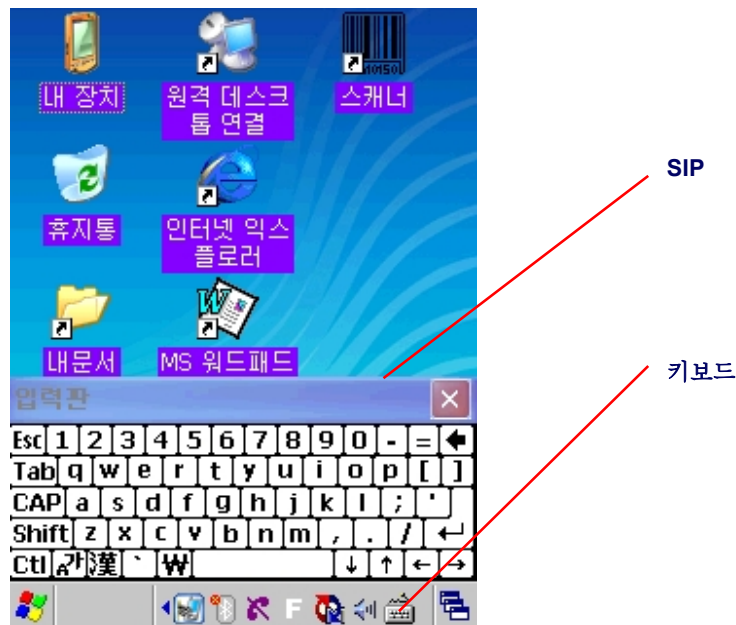 10150
내 장치
원격 데스크
톱 연결
스캐너
SIP
휴지통
인터넷 익스
플로러
W
내문서
MS 워드패드
키보드
입력판
Esc 1 2 3 4 5 6 7 8 9 0 - =
Tab q w e r t y u i o p [ ]
CAP a s d f g h j k l ; '
Shift z x c v b n m , . /
Ctl 가 漢 ` ₩ ↓ ↑ ← →
F